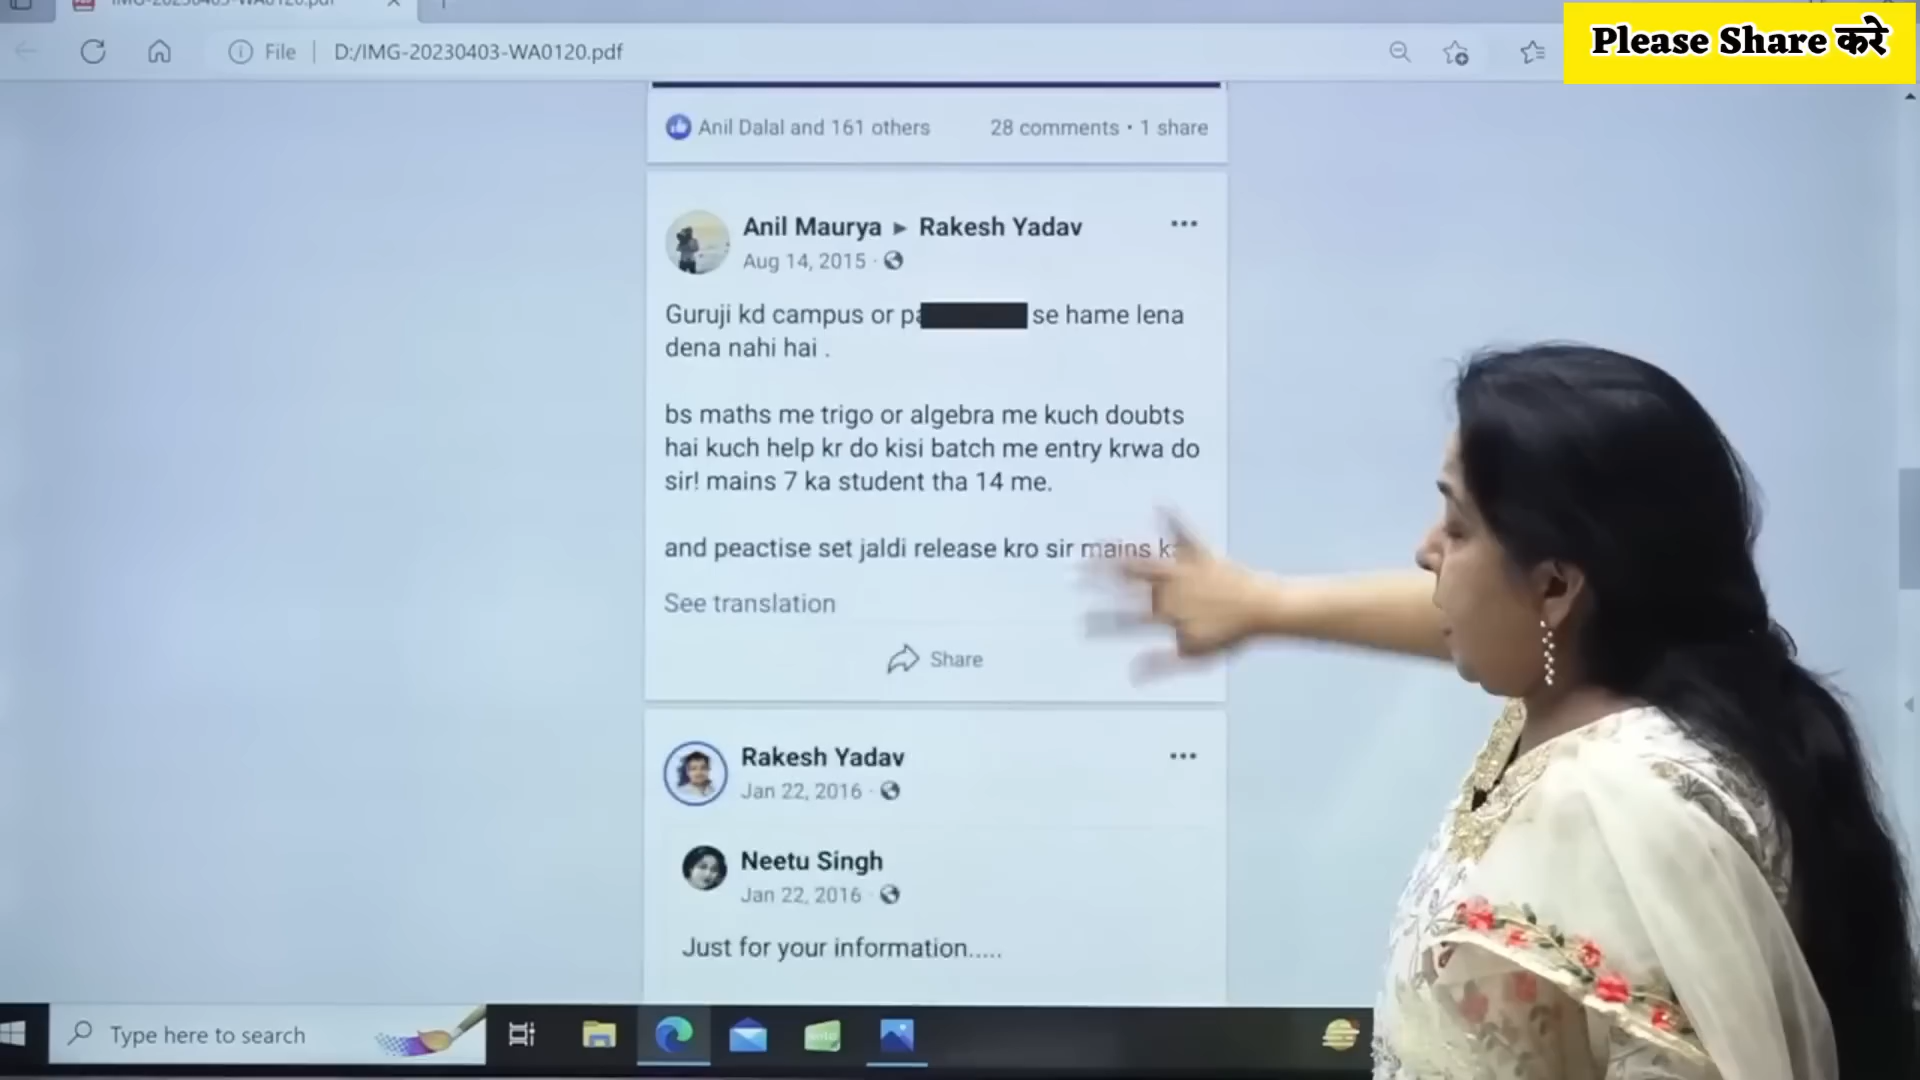 Please Share करे
File
D:/IMG-20230403-WA0120.pdf
Anil Dalal and 161 others 28 comments • 1 share
Anil Maurya ▸ Rakesh Yadav
Aug 14, 2015
Guruji kd campus or pa se hame lena
dena nahi hai .
bs maths me trigo or algebra me kuch doubts
hai kuch help kr do kisi batch me entry krwa do
sir! mains 7 ka student tha 14 me.
and peactise set jaldi release kro sir mains
See translation
Share
Rakesh Yadav
Jan 22, 2016
Neetu Singh
Jan 22, 2016
Just for your information.....
Type here to search